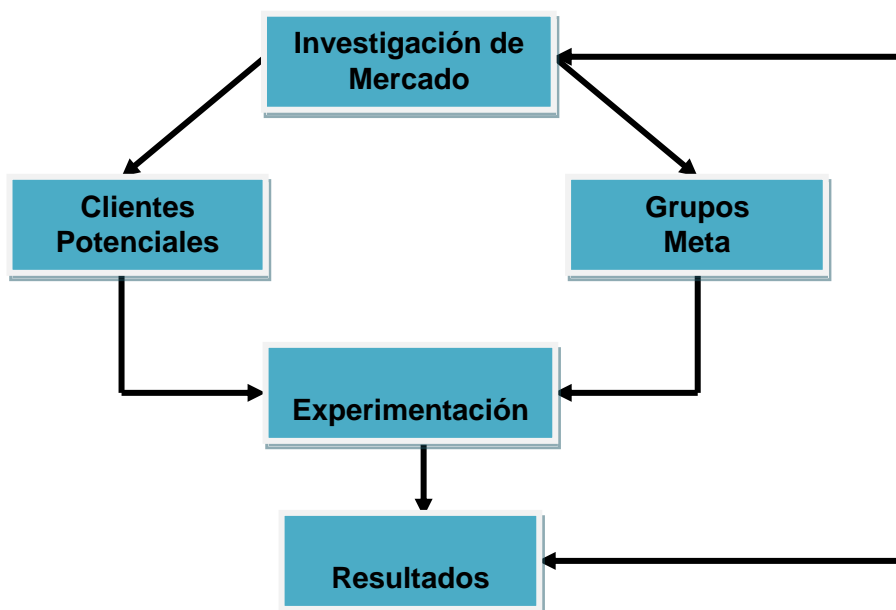 Investigación de
Mercado
Clientes
Potenciales
Grupos
Meta
Experimentación
Resultados